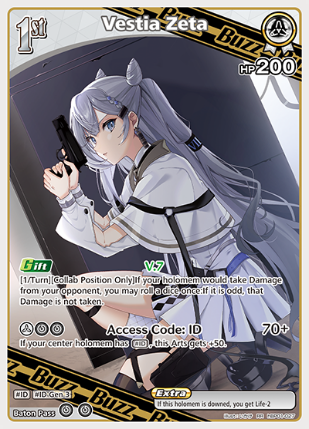 1st
Vestia Zeta
Buzz
Buzz
HP200
Gift
V.7
[1/Turn][Collab Position Only]If your holomem would take Damage
from your opponent, you may roll a dice once:If it is odd, that
Damage is not taken.
Access Code: ID
70+
If your center holomem has [ID], this Arts gets +50.
Buzz
Buzz
#ID #ID Gen 3
Extra
If this holomem is downed, you get Life-2
Baton Pass